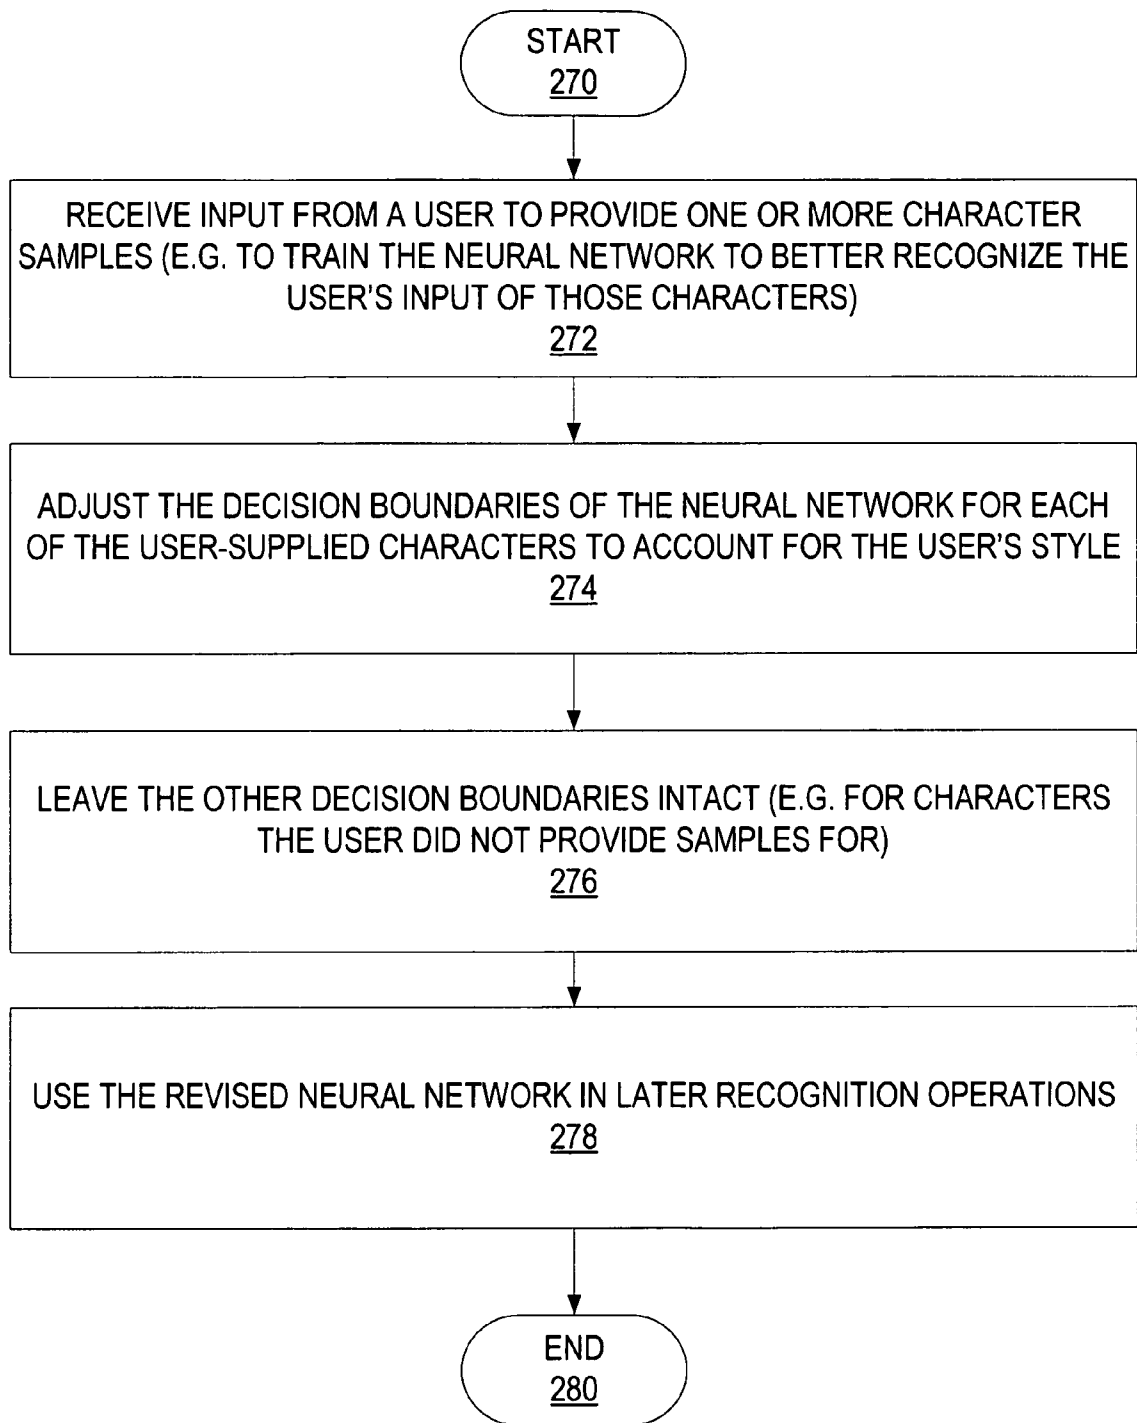 START
270
RECEIVE INPUT FROM A USER TO PROVIDE ONE OR MORE CHARACTER
SAMPLES (E.G. TO TRAIN THE NEURAL NETWORK TO BETTER RECOGNIZE THE
USER'S INPUT OF THOSE CHARACTERS)
272
ADJUST THE DECISION BOUNDARIES OF THE NEURAL NETWORK FOR EACH
OF THE USER-SUPPLIED CHARACTERS TO ACCOUNT FOR THE USER'S STYLE
274
LEAVE THE OTHER DECISION BOUNDARIES INTACT (E.G. FOR CHARACTERS
THE USER DID NOT PROVIDE SAMPLES FOR)
276
USE THE REVISED NEURAL NETWORK IN LATER RECOGNITION OPERATIONS
278
END
280